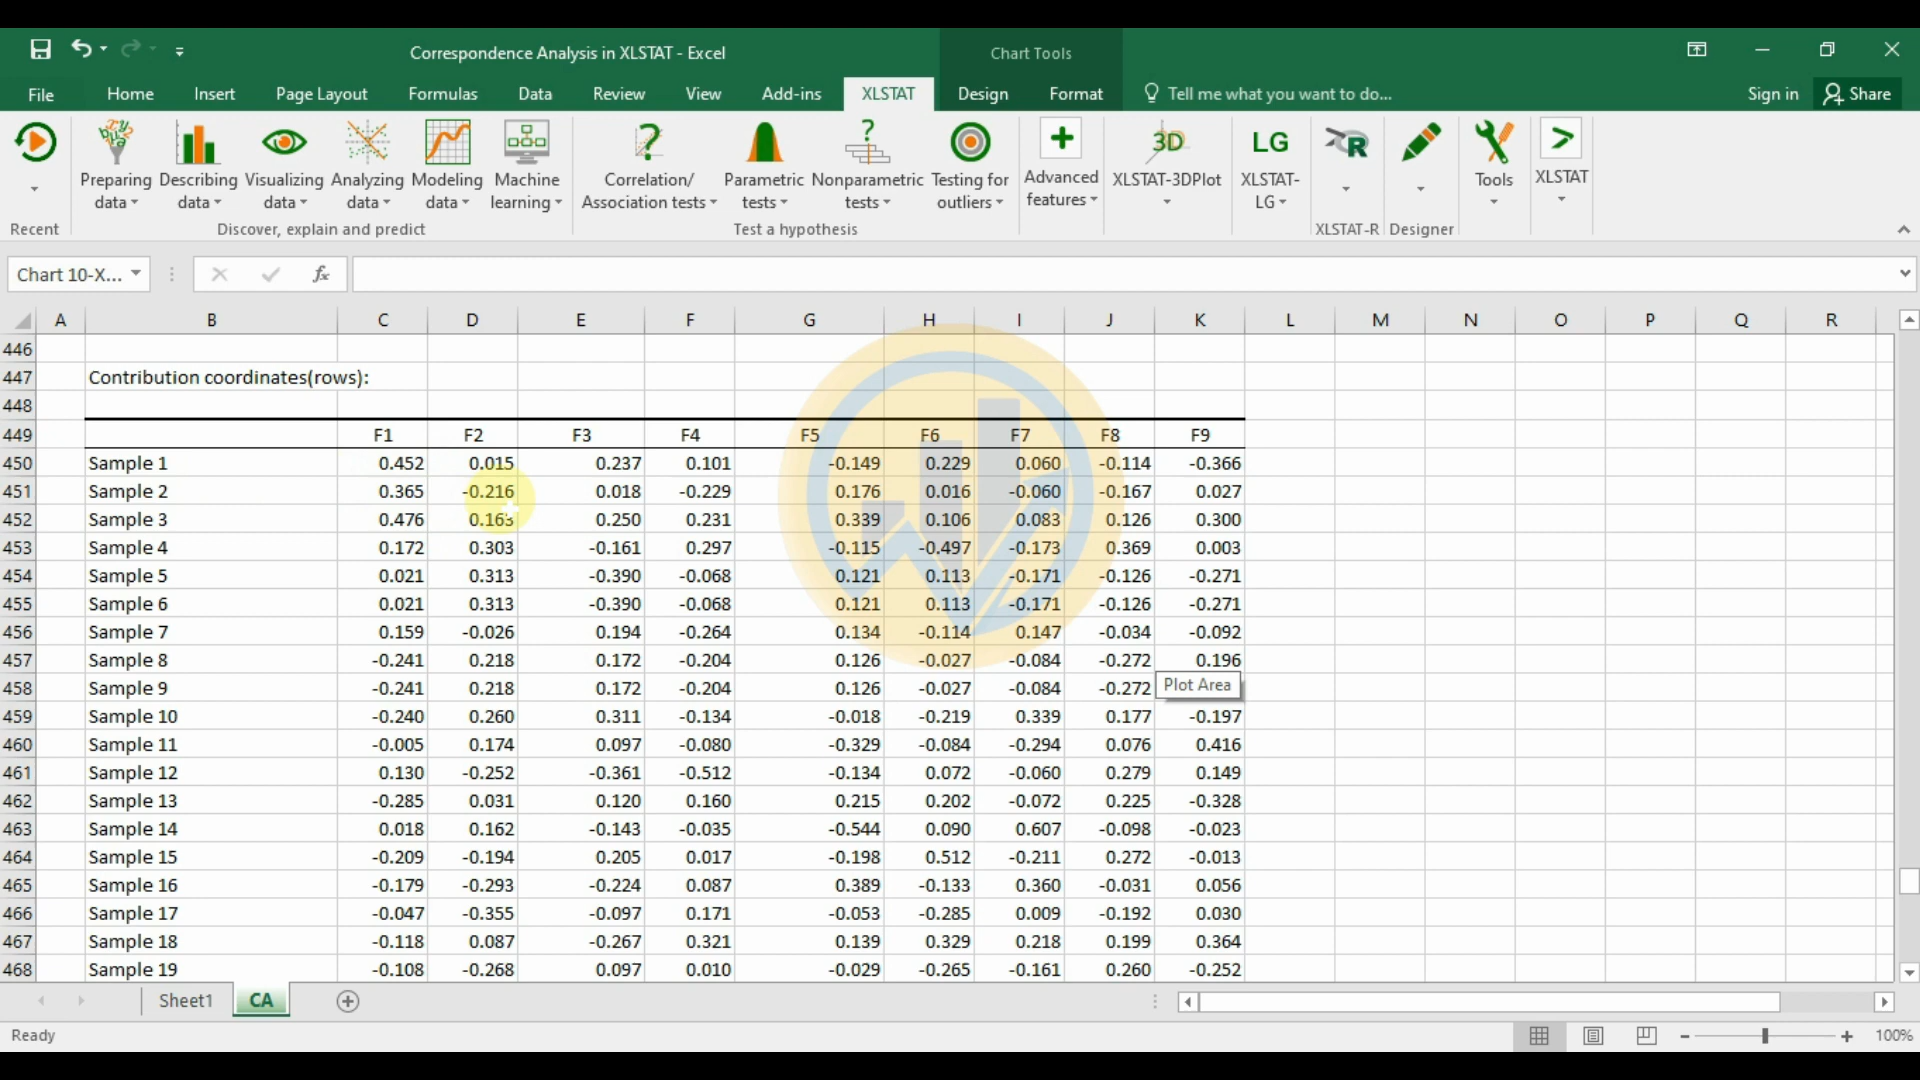 Correspondence Analysis in XLSTAT - Excel
Chart Tools
File Home Insert Page Layout Formulas Data Review View Add-ins XLSTAT Design Format Tell me what you want to do... Sign in Share
Preparing data Describing data Visualizing data Analyzing data Modeling data Machine learning Correlation/ Association tests Parametric tests Nonparametric tests Testing for outliers Advanced features 3D XLSTAT-3DPlot LG XLSTAT-LG R Tools XLSTAT
Recent Discover, explain and predict Test a hypothesis XLSTAT-R Designer
Chart 10-X... fx
A B C D E F G H I J K L M N O P Q R
446
447 Contribution coordinates(rows):
448
449 F1 F2 F3 F4 F5 F6 F7 F8 F9
450 Sample 1 0.452 0.015 0.237 0.101 -0.149 0.229 0.060 -0.114 -0.366
451 Sample 2 0.365 -0.216 0.018 -0.229 0.176 0.016 -0.060 -0.167 0.027
452 Sample 3 0.476 0.163 0.250 0.231 0.339 0.106 0.083 0.126 0.300
453 Sample 4 0.172 0.303 -0.161 0.297 -0.115 -0.497 -0.173 0.369 0.003
454 Sample 5 0.021 0.313 -0.390 -0.068 0.121 0.113 -0.171 -0.126 -0.271
455 Sample 6 0.021 0.313 -0.390 -0.068 0.121 0.113 -0.171 -0.126 -0.271
456 Sample 7 0.159 -0.026 0.194 -0.264 0.134 -0.114 0.147 -0.034 -0.092
457 Sample 8 -0.241 0.218 0.172 -0.204 0.126 -0.027 -0.084 -0.272 0.196
458 Sample 9 -0.241 0.218 0.172 -0.204 0.126 -0.027 -0.084 -0.272 Plot Area
459 Sample 10 -0.240 0.260 0.311 -0.134 -0.018 -0.219 0.339 0.177 -0.197
460 Sample 11 -0.005 0.174 0.097 -0.080 -0.329 -0.084 -0.294 0.076 0.416
461 Sample 12 0.130 -0.252 -0.361 -0.512 -0.134 0.072 -0.060 0.279 0.149
462 Sample 13 -0.285 0.031 0.120 0.160 0.215 0.202 -0.072 0.225 -0.328
463 Sample 14 0.018 0.162 -0.143 -0.035 -0.544 0.090 0.607 -0.098 -0.023
464 Sample 15 -0.209 -0.194 0.205 0.017 -0.198 0.512 -0.211 0.272 -0.013
465 Sample 16 -0.179 -0.293 -0.224 0.087 0.389 -0.133 0.360 -0.031 0.056
466 Sample 17 -0.047 -0.355 -0.097 0.171 -0.053 -0.285 0.009 -0.192 0.030
467 Sample 18 -0.118 0.087 -0.267 0.321 0.139 0.329 0.218 0.199 0.364
468 Sample 19 -0.108 -0.268 0.097 0.010 -0.029 -0.265 -0.161 0.260 -0.252
Sheet1 CA
Ready 100%